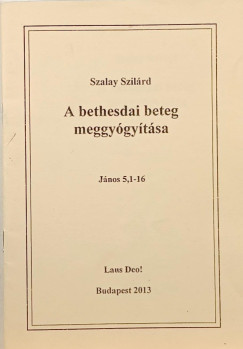 Szalay Szilárd
A bethesdai beteg
meggyógyítása
János 5,1-16
Laus Deo!
Budapest 2013